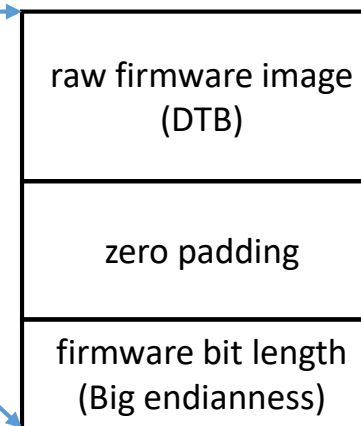 raw firmware image
(DTB)
zero padding
firmware bit length
(Big endianness)